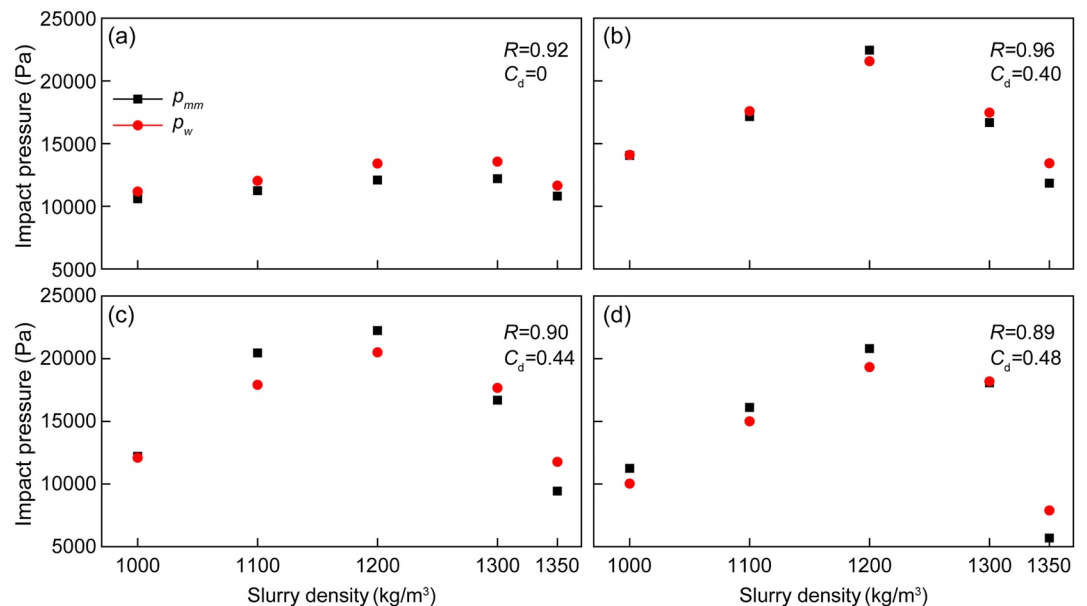 (a)
R=0.92
Cd=0
pmm
pw
25000
20000
15000
10000
5000
Impact pressure (Pa)
(b)
R=0.96
Cd=0.40
(c)
R=0.90
Cd=0.44
25000
20000
15000
10000
5000
Impact pressure (Pa)
1000 1100 1200 1300 1350
Slurry density (kg/m³)
(d)
R=0.89
Cd=0.48
1000 1100 1200 1300 1350
Slurry density (kg/m³)